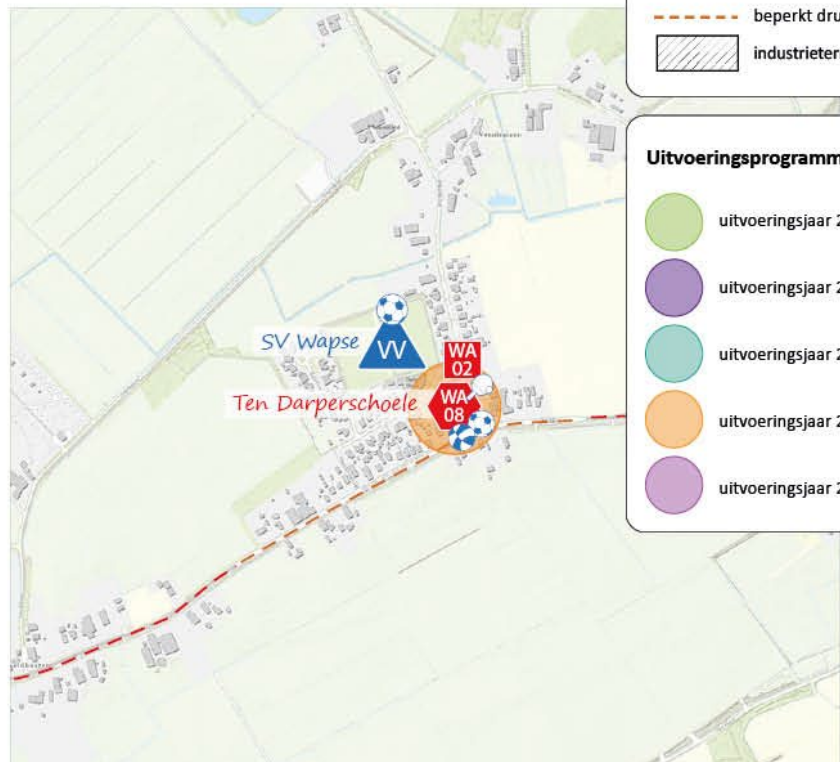 beperkt dru
industrieter
Uitvoeringsprogramm
uitvoeringsjaar 2
uitvoeringsjaar 2
uitvoeringsjaar 2
uitvoeringsjaar 2
uitvoeringsjaar 2
SV Wapse
VV
WA
02
Ten Darperschoele
WA
08